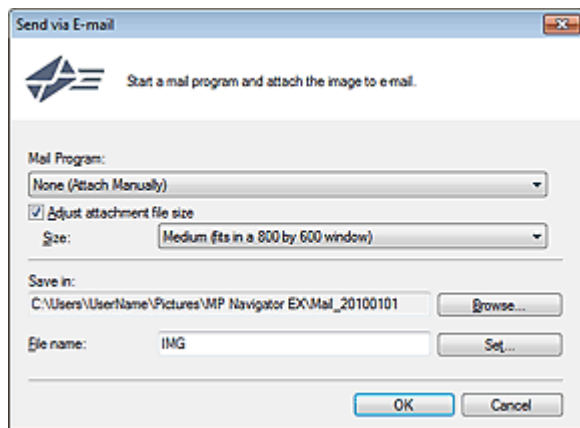 Send via E-mail
Start a mail program and attach the image to e-mail.
Mail Program:
None (Attach Manually)
Adjust attachment file size
Size: Medium (fits in a 800 by 600 window)
Save in:
C:\Users\UserName\Pictures\MP Navigator EX\Mail_20100101 Browse...
File name: IMG Set...
OK Cancel